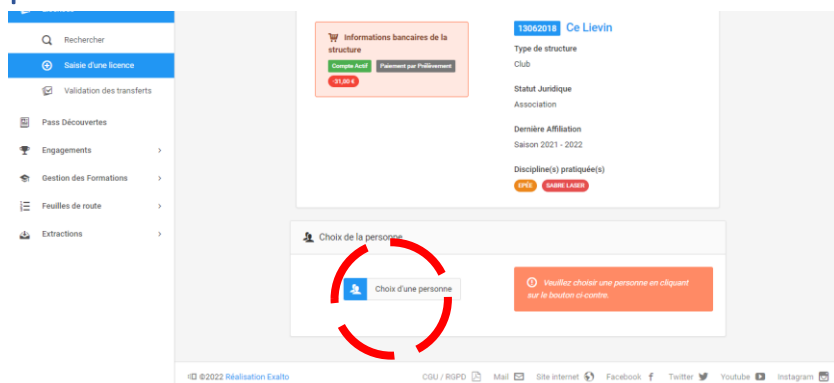 Rechercher
Saisie d'une licence
Validation des transferts
Pass Découvertes
Engagements
Gestion des Formations
Feuilles de route
Extractions
Informations bancaires de la
structure
Compte Actif Paiement par Prélèvement
-31,00 €
13062018 Ce Lievin
Type de structure
Club
Statut Juridique
Association
Dernière Affiliation
Saison 2021 - 2022
Discipline(s) pratiquée(s)
EPÉE SABRE LASER
Choix de la personne
Choix d'une personne
Veuillez choisir une personne en cliquant
sur le bouton ci-contre.
©2022 Réalisation Exalto
CGU / RGPD Mail Site internet Facebook Twitter Youtube Instagram